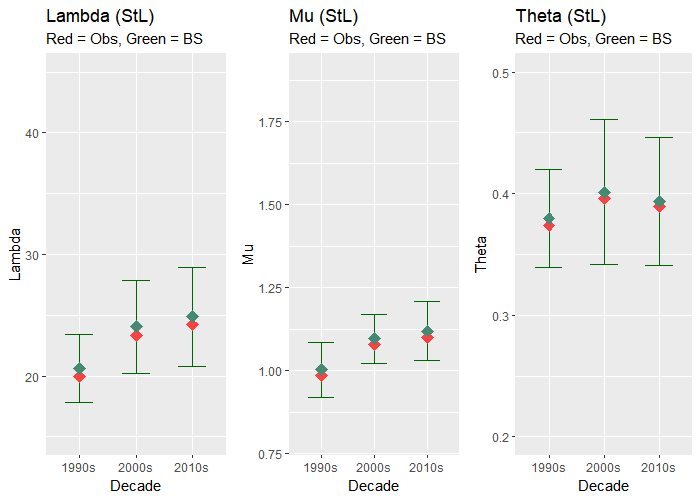 Lambda (StL)
Red = Obs, Green = BS
40
30
20
Lambda
1990s 2000s 2010s
Decade
Mu (StL)
Red = Obs, Green = BS
1.75
1.50
1.25
1.00
0.75
Mu
1990s 2000s 2010s
Decade
Theta (StL)
Red = Obs, Green = BS
0.5
0.4
0.3
0.2
Theta
1990s 2000s 2010s
Decade